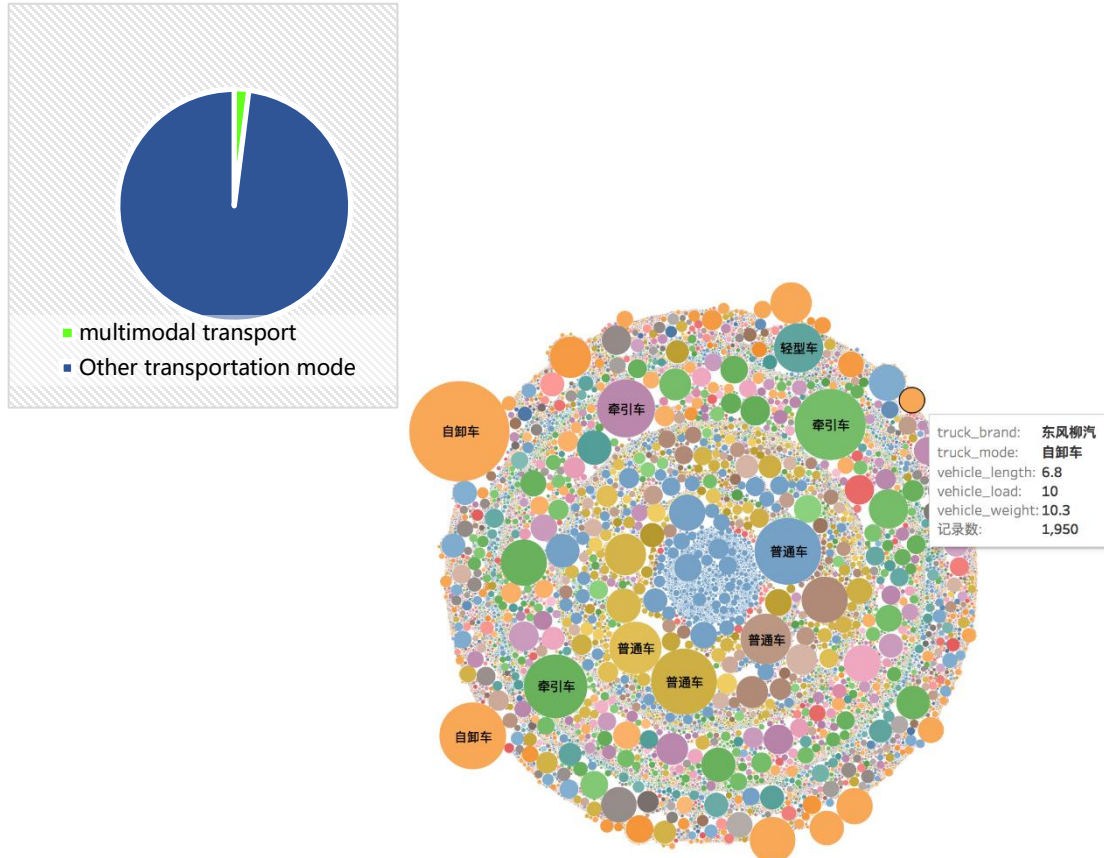 multimodal transport
Other transportation mode
轻型车
牵引车
牵引车
自卸车
truck_brand: 东风柳汽
truck_mode: 自卸车
vehicle_length: 6.8
vehicle_load: 10
vehicle_weight: 10.3
记录数: 1,950
普通车
普通车
普通车
普通车
牵引车
自卸车